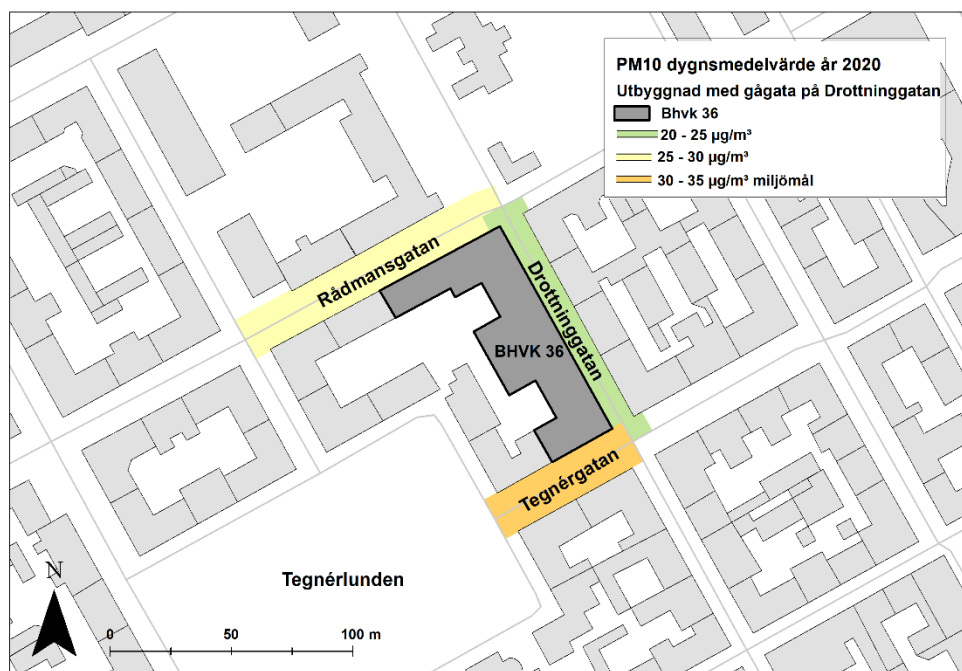 PM10 dygnsmedelvärde år 2020
Utbyggnad med gågata på Drottninggatan
Bhvk 36
20 - 25 µg/m³
25 - 30 µg/m³
30 - 35 µg/m³ miljömål
Rådmansgatan
Drottninggatan
BHVK 36
Tegnérgatan
Tegnérlunden
N
0 50 100 m